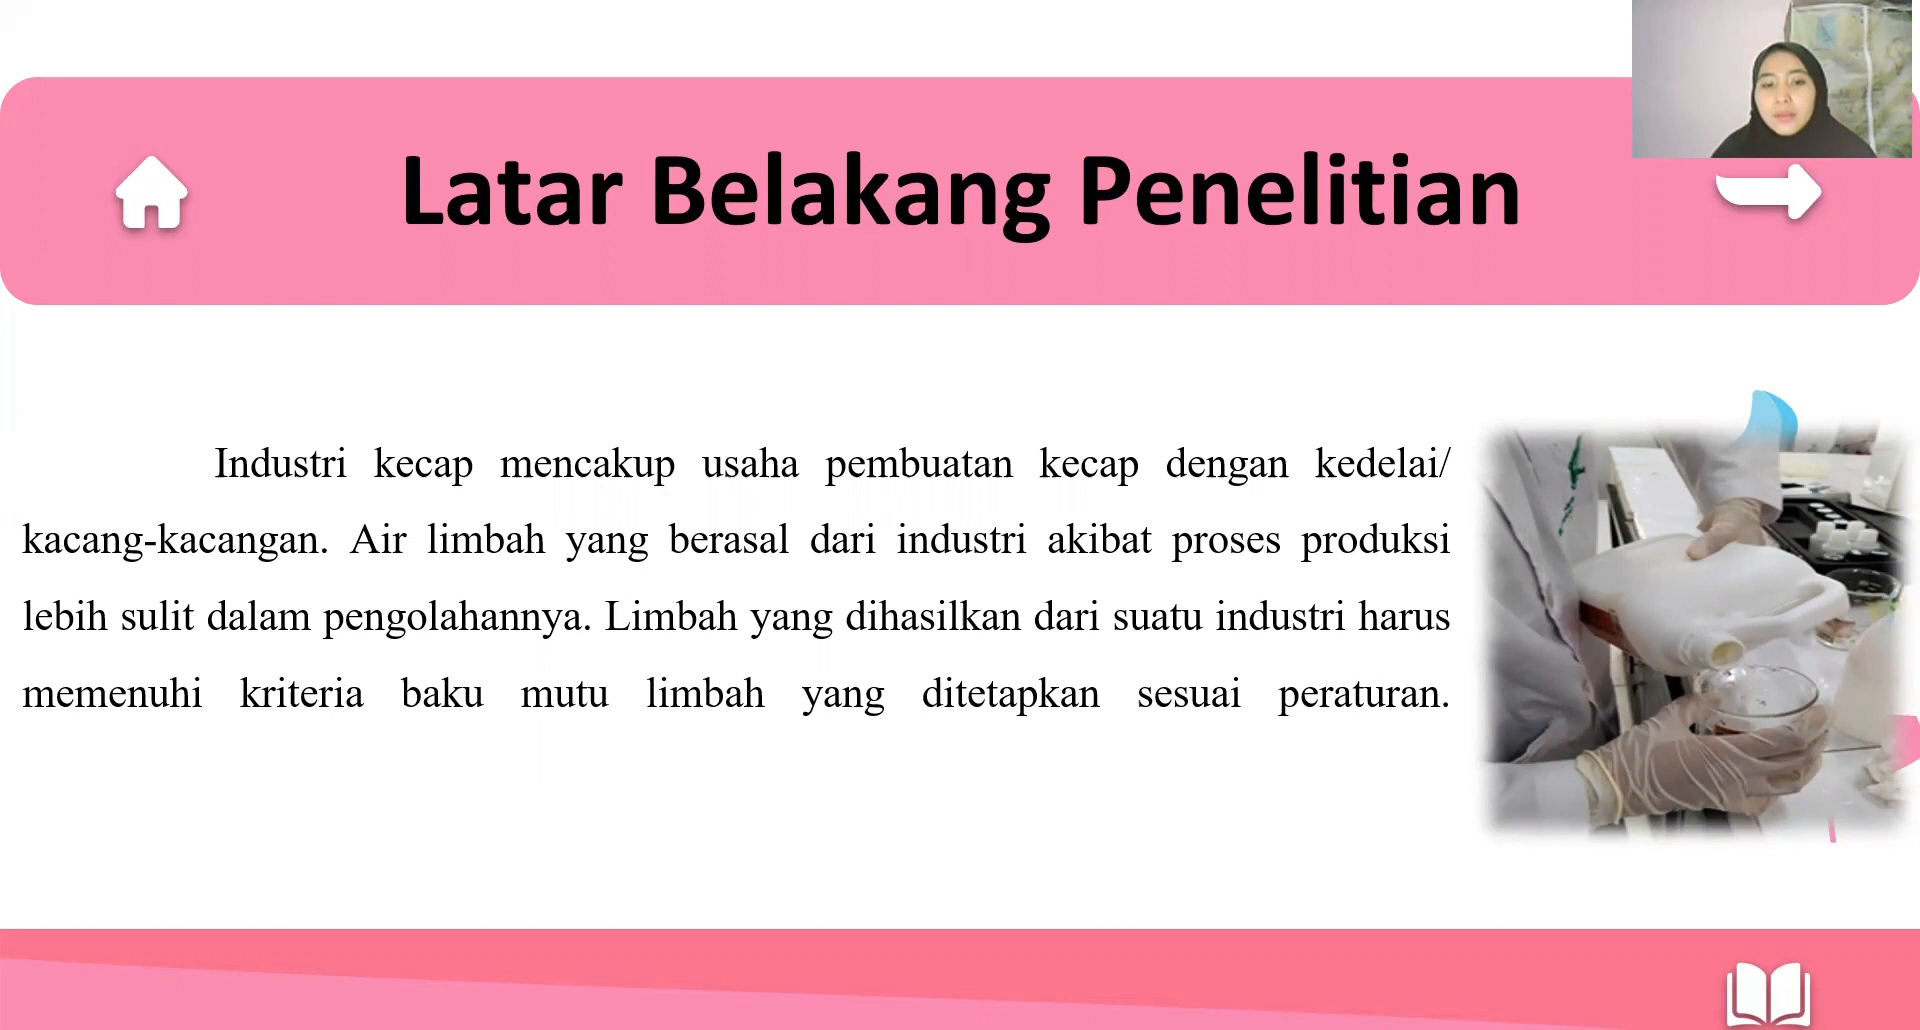 Latar Belakang Penelitian
Industri kecap mencakup usaha pembuatan kecap dengan kedelai/
kacang-kacangan. Air limbah yang berasal dari industri akibat proses produksi
lebih sulit dalam pengolahannya. Limbah yang dihasilkan dari suatu industri harus
memenuhi kriteria baku mutu limbah yang ditetapkan sesuai peraturan.